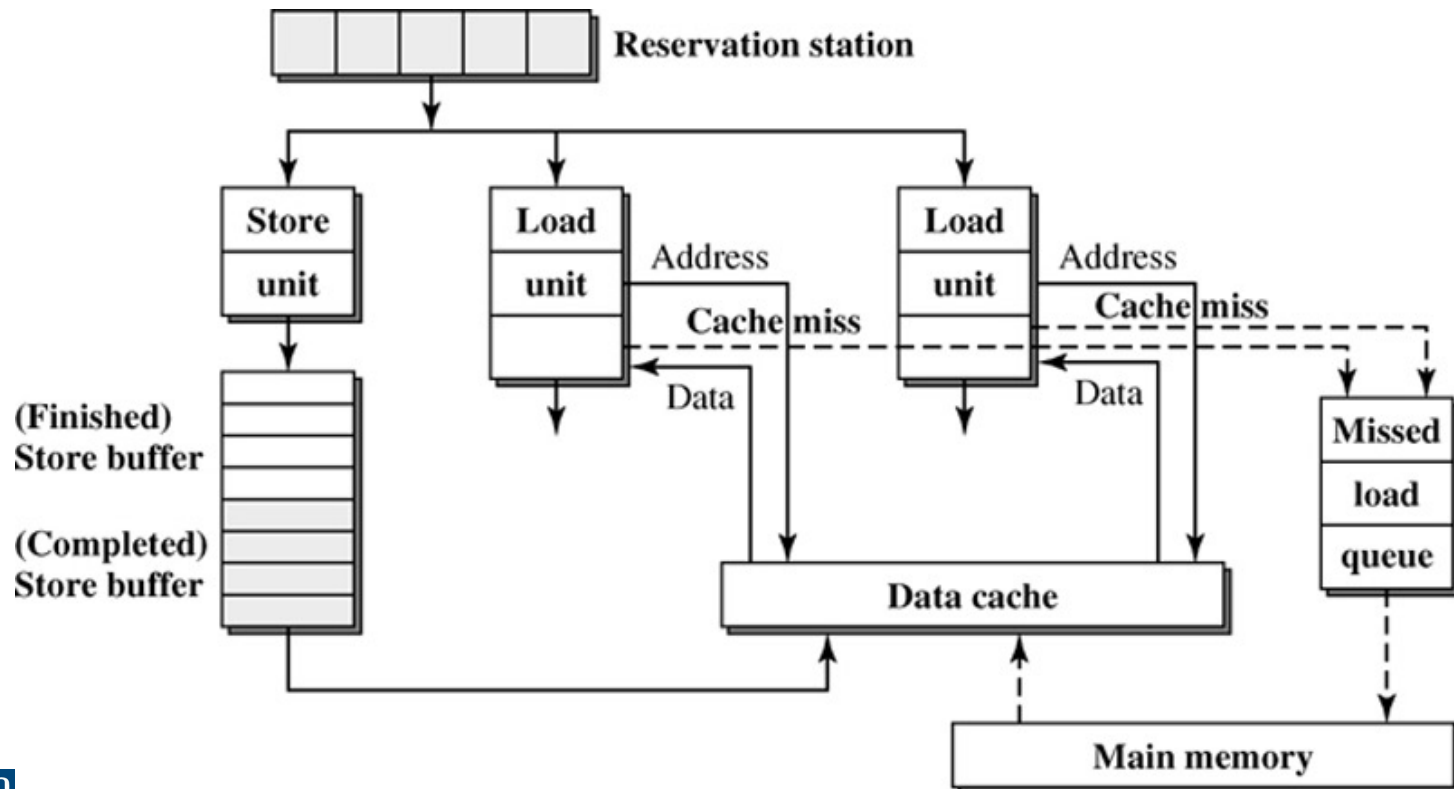 Reservation station
Store
unit
Load
unit
Load
unit
Address
Address
Cache miss
Cache miss
Data
Data
(Finished)
Store buffer
(Completed)
Store buffer
Missed
load
queue
Data cache
Main memory